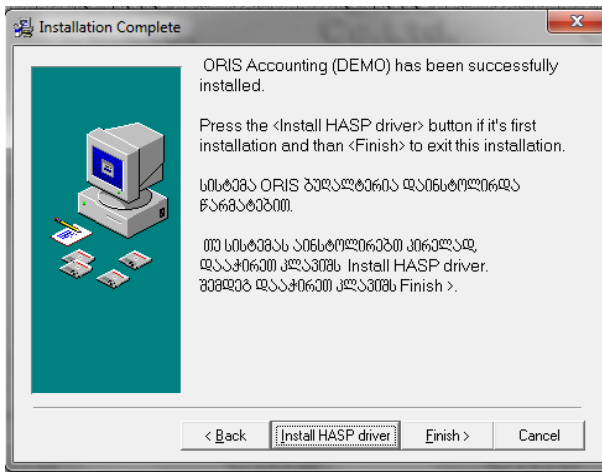 Installation Complete
Co.Ltd.
ORIS Accounting (DEMO) has been successfully
installed.
Press the <Install HASP driver> button if it's first
installation and than <Finish> to exit this installation.
სისტემა ORIS ბუღალტერია დაინსტოლირდა
წარმატებით.
თუ სისტემას აინსტოლირებთ პირველად,
დააჭირეთ კლავიშს Install HASP driver.
შემდეგ დააჭირეთ კლავიშს Finish >.
< Back
Install HASP driver
Finish >
Cancel